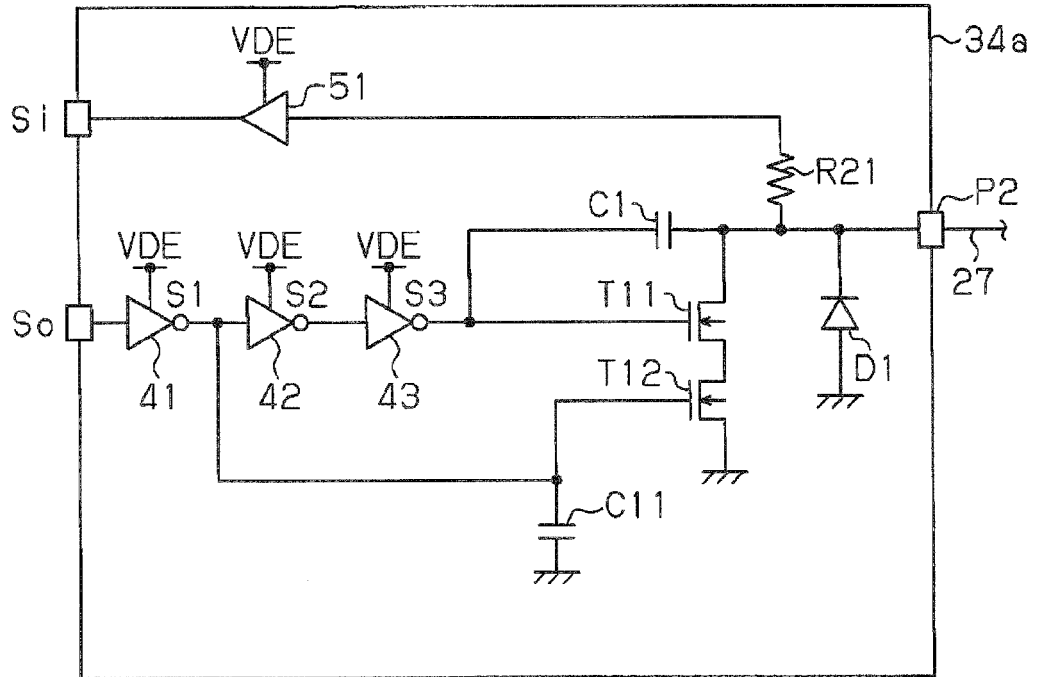 34a
VDE
51
Si
R21
P2
C1
27
VDE
VDE
VDE
S1
S2
S3
T11
So
41
42
43
T12
D1
C11